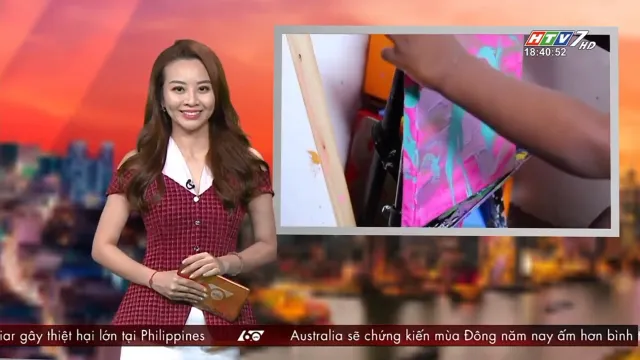 HTV7 HD
18:40:52
iar gây thiệt hại lớn tại Philippines 60 Australia sẽ chứng kiến mùa Đông năm nay ấm hơn bình